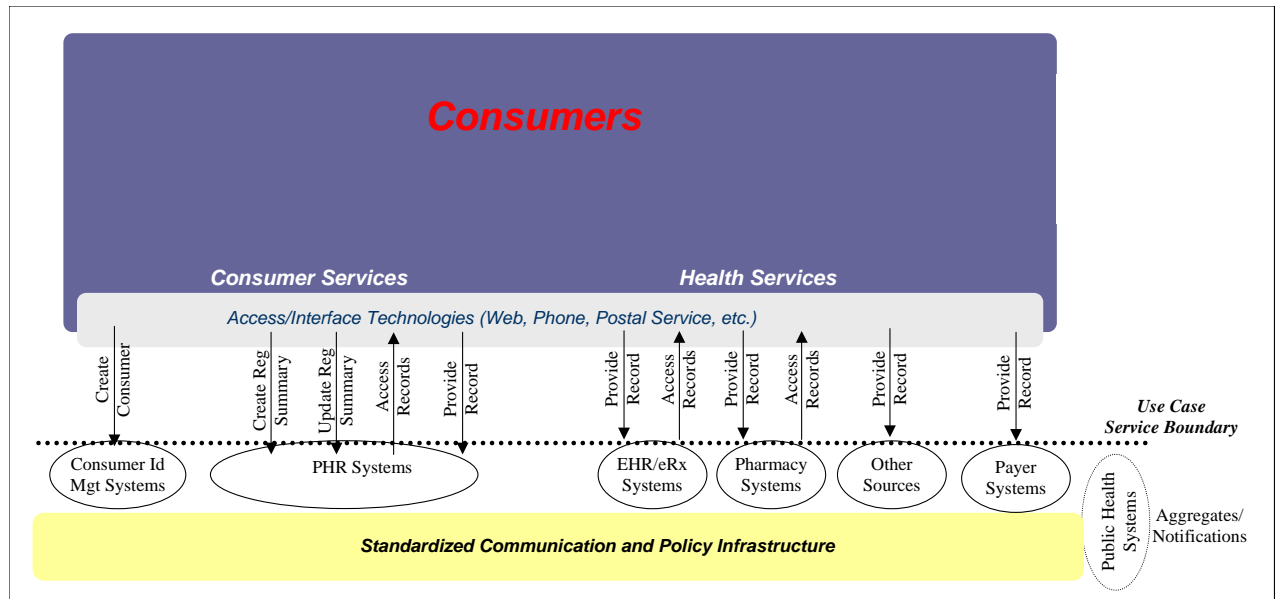 Consumers
Consumer Services
Health Services
Access/Interface Technologies (Web, Phone, Postal Service, etc.)
Create
Consumer
Create Reg
Summary
Update Reg
Summary
Access
Records
Provide
Record
Provide
Record
Access
Records
Provide
Record
Access
Records
Provide
Record
Provide
Record
Use Case
Service Boundary
Consumer Id
Mgt Systems
PHR Systems
EHR/eRx
Systems
Pharmacy
Systems
Other
Sources
Payer
Systems
Public Health
Systems
Aggregates/
Notifications
Standardized Communication and Policy Infrastructure